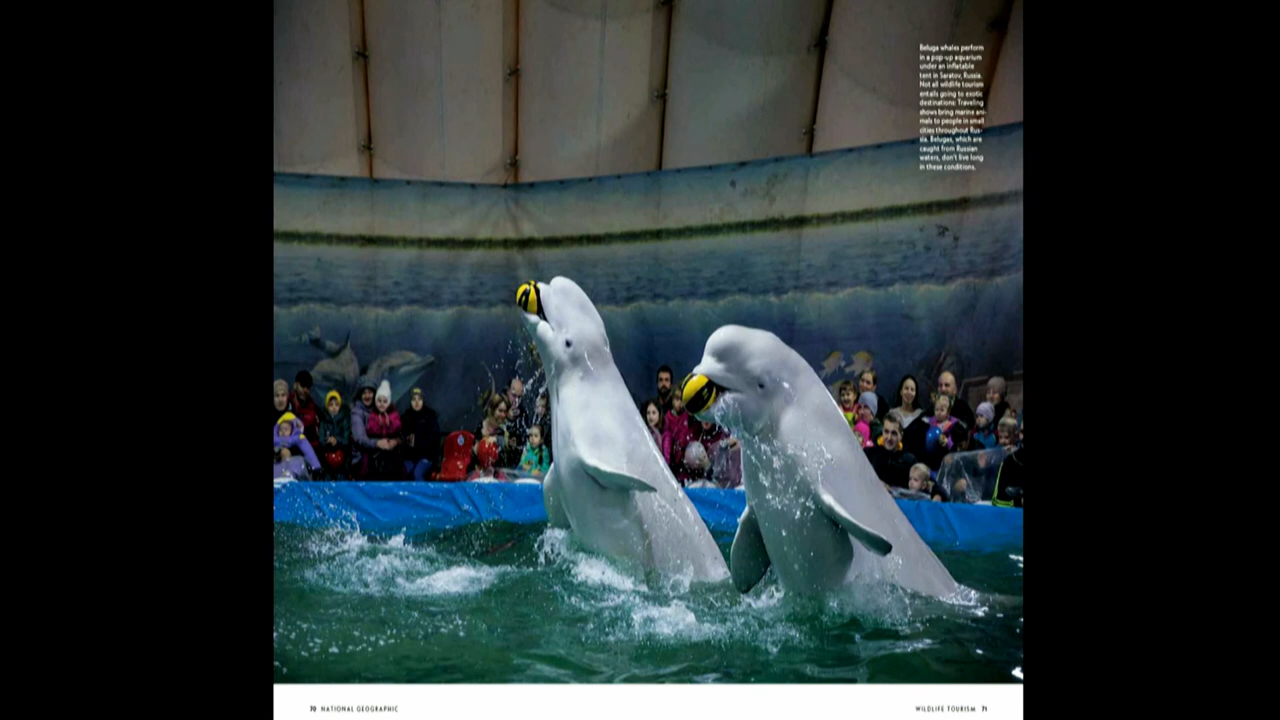 Beluga whales perform
in a pop-up aquarium
under an inflatable
tent in Saratov, Russia.
Not all wildlife tourism
entails going to exotic
destinations: Traveling
shows bring marine ani-
mals to people in small
cities throughout Rus-
sia. Belugas, which are
caught from Russian
waters, don't live long
in these conditions.
70 NATIONAL GEOGRAPHIC
WILDLIFE TOURISM 71